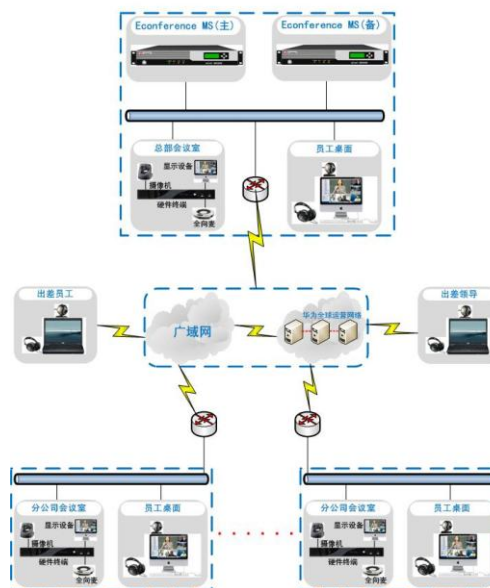 Econference MS(主)
Econference MS(备)
总部会议室
显示设备
摄像机
硬件终端
全向麦
员工桌面
出差员工
广域网
华为全球运营网络
出差领导
分公司会议室
显示设备
摄像机
硬件终端
全向麦
员工桌面
分公司会议室
显示设备
摄像机
硬件终端
全向麦
员工桌面